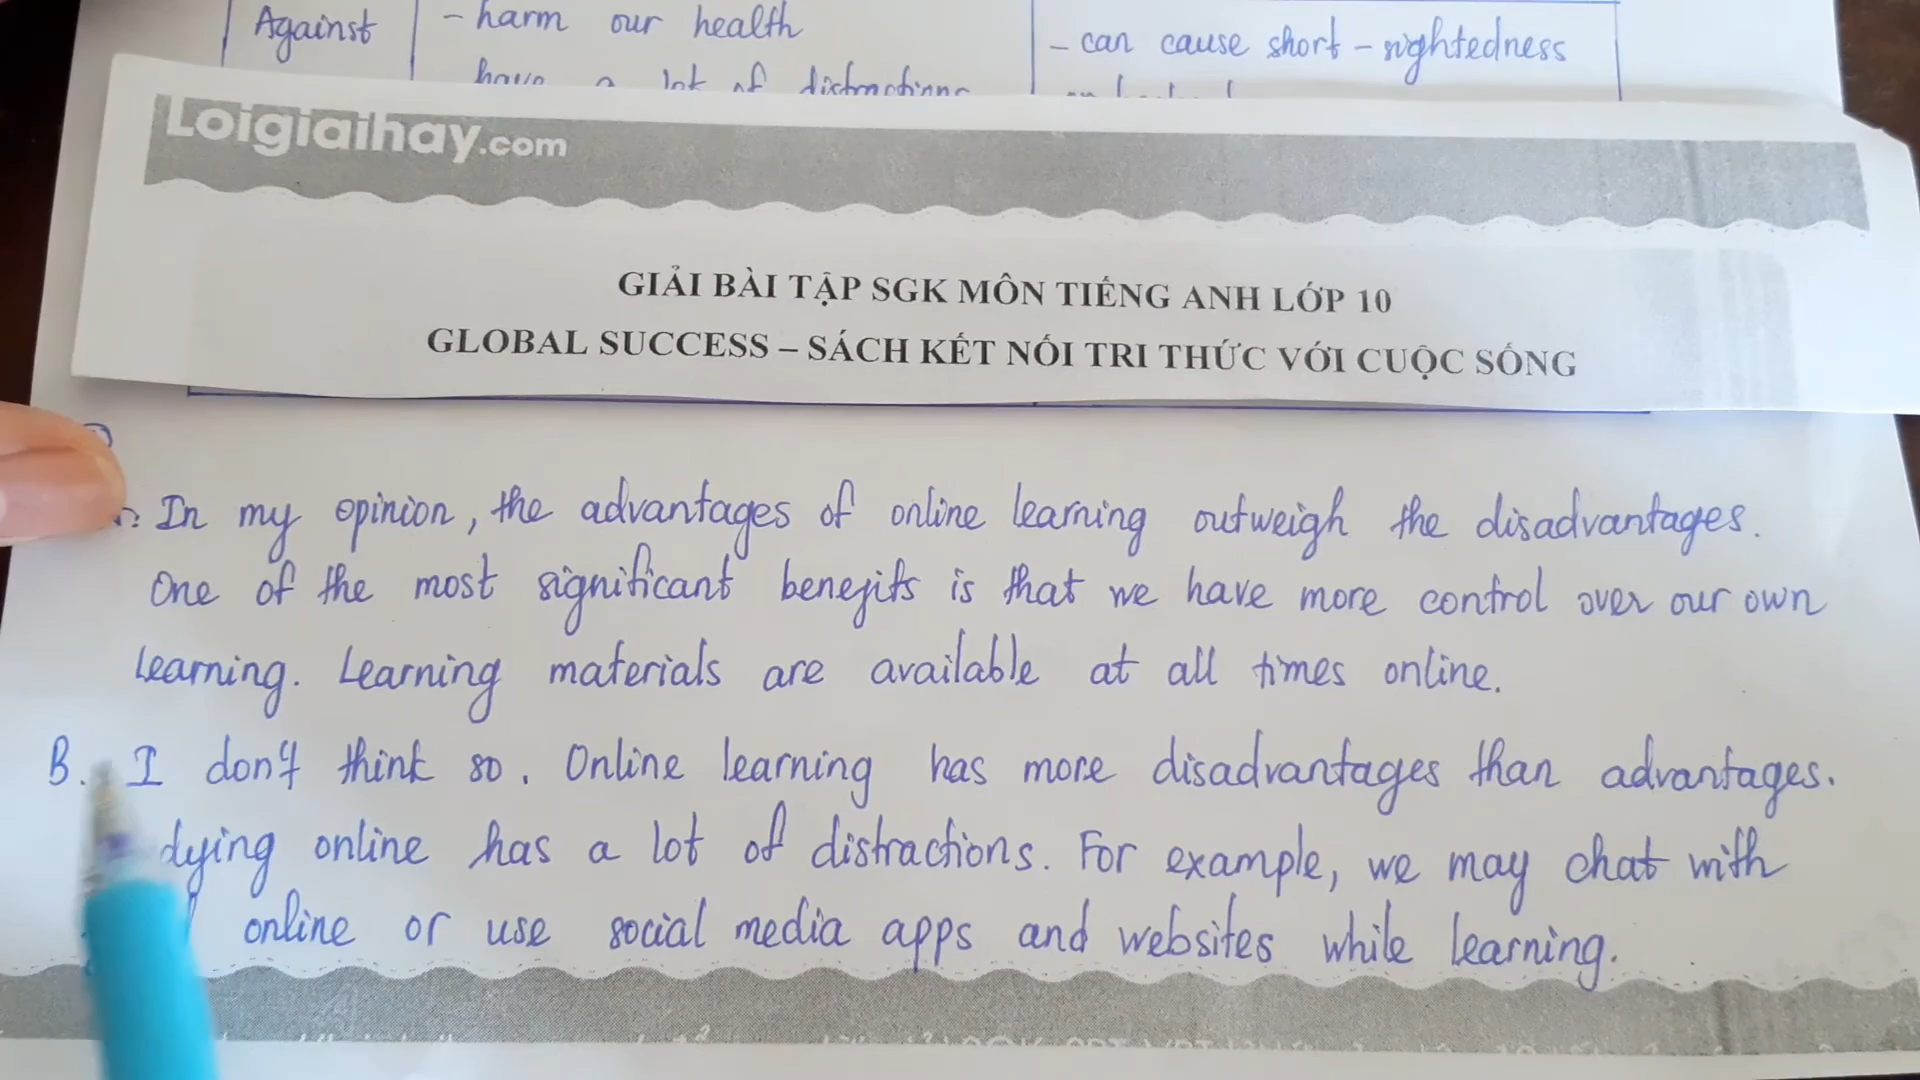 Against - harm our health - can cause short-sightedness
have a lot of distractions
Loigiaihay.com
GIẢI BÀI TẬP SGK MÔN TIẾNG ANH LỚP 10
GLOBAL SUCCESS – SÁCH KẾT NỐI TRI THỨC VỚI CUỘC SỐNG
In my opinion, the advantages of online learning outweigh the disadvantages.
One of the most significant benefits is that we have more control over our own
learning. Learning materials are available at all times online.
B. I don't think so. Online learning has more disadvantages than advantages.
dying online has a lot of distractions. For example, we may chat with
online or use social media apps and websites while learning.